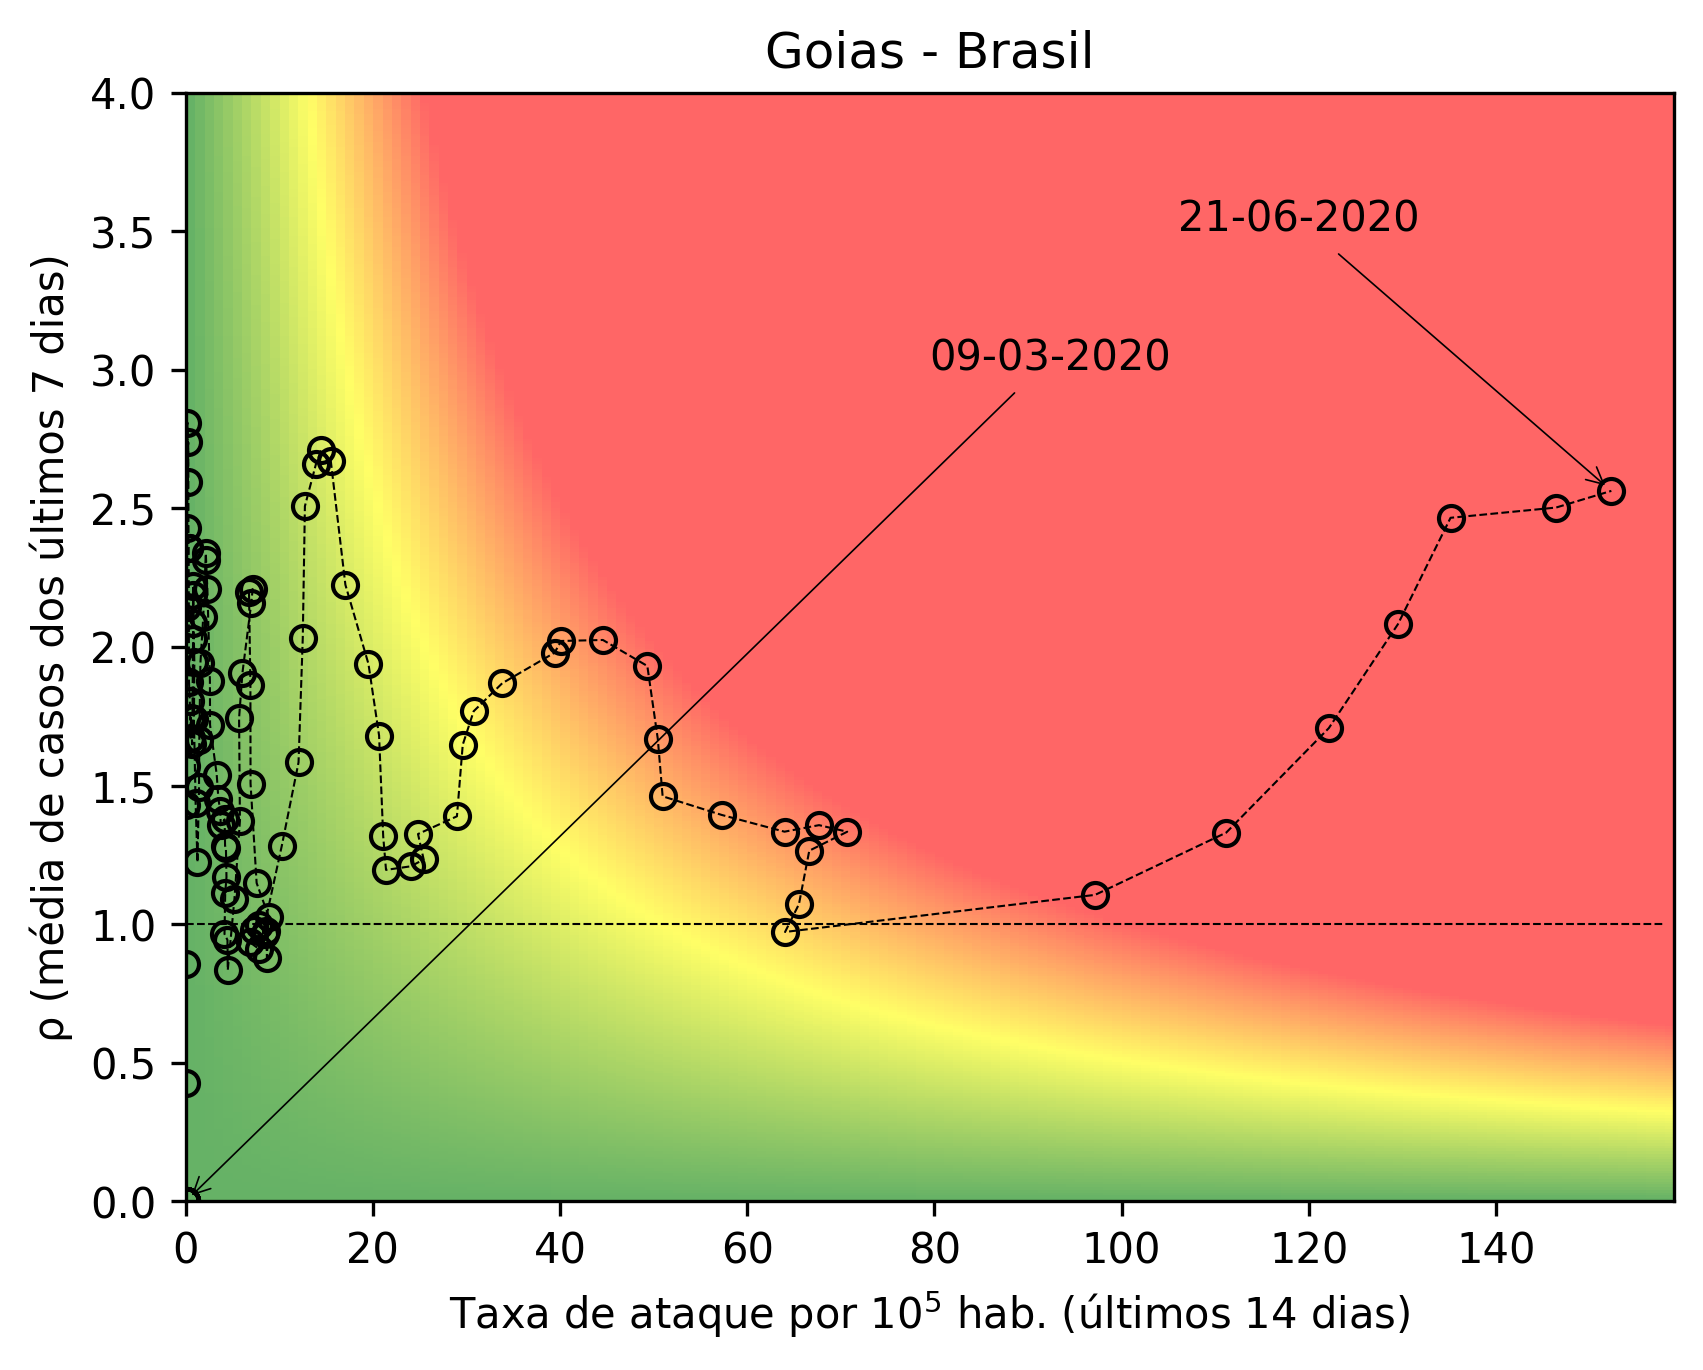 Goias - Brasil
4.0
3.5
3.0
2.5
2.0
1.5
1.0
0.5
0.0
ρ (média de casos dos últimos 7 dias)
21-06-2020
09-03-2020
0 20 40 60 80 100 120 140
Taxa de ataque por 10⁵ hab. (últimos 14 dias)